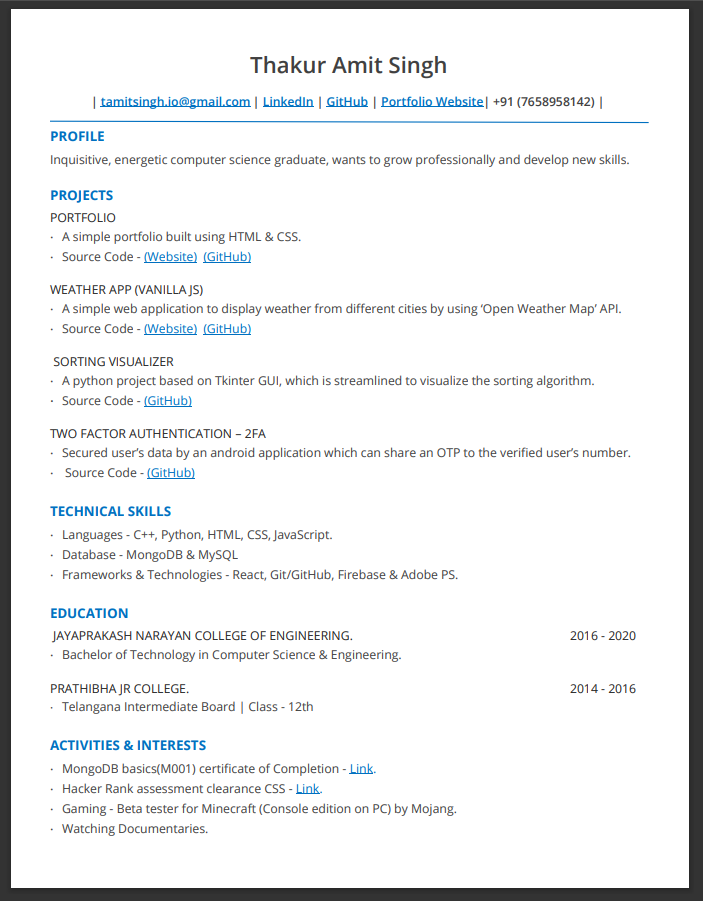 Thakur Amit Singh
| tamitsingh.io@gmail.com | LinkedIn | GitHub | Portfolio Website| +91 (7658958142) |
PROFILE
Inquisitive, energetic computer science graduate, wants to grow professionally and develop new skills.
PROJECTS
PORTFOLIO
· A simple portfolio built using HTML & CSS.
· Source Code - (Website) (GitHub)
WEATHER APP (VANILLA JS)
· A simple web application to display weather from different cities by using ‘Open Weather Map’ API.
· Source Code - (Website) (GitHub)
SORTING VISUALIZER
· A python project based on Tkinter GUI, which is streamlined to visualize the sorting algorithm.
· Source Code - (GitHub)
TWO FACTOR AUTHENTICATION – 2FA
· Secured user’s data by an android application which can share an OTP to the verified user’s number.
· Source Code - (GitHub)
TECHNICAL SKILLS
· Languages - C++, Python, HTML, CSS, JavaScript.
· Database - MongoDB & MySQL
· Frameworks & Technologies - React, Git/GitHub, Firebase & Adobe PS.
EDUCATION
JAYAPRAKASH NARAYAN COLLEGE OF ENGINEERING. 2016 - 2020
· Bachelor of Technology in Computer Science & Engineering.
PRATHIBHA JR COLLEGE. 2014 - 2016
· Telangana Intermediate Board | Class - 12th
ACTIVITIES & INTERESTS
· MongoDB basics(M001) certificate of Completion - Link.
· Hacker Rank assessment clearance CSS - Link.
· Gaming - Beta tester for Minecraft (Console edition on PC) by Mojang.
· Watching Documentaries.